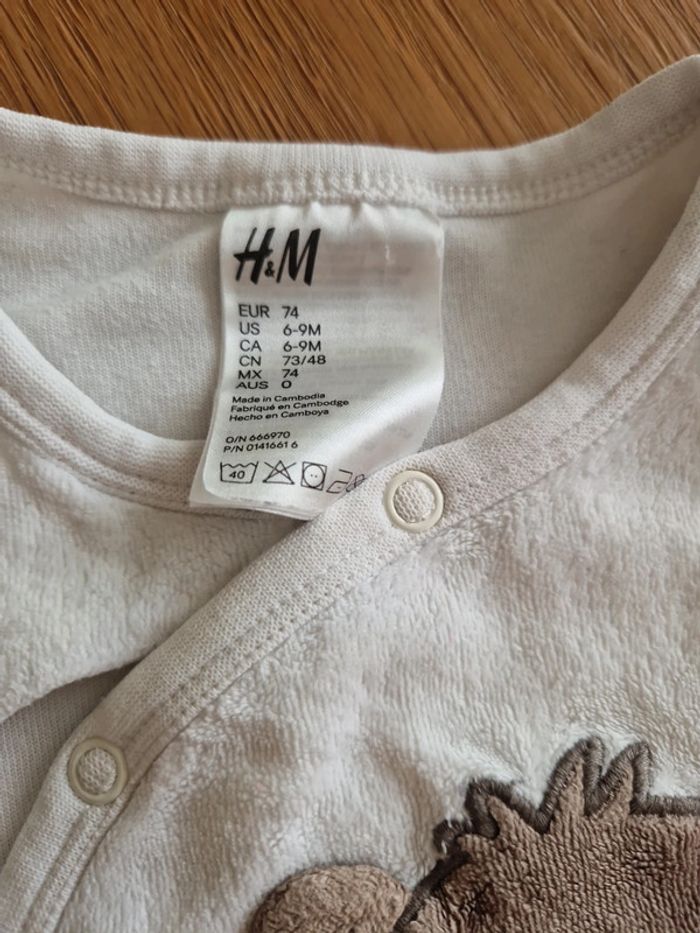 H&M
EUR 74
US 6-9M
CA 6-9M
CN 73/48
MX 74
AUS 0
Made in Cambodia
Fabriqué en Cambodge
Hecho en Camboya
O/N 666970
P/N 0141661 6
40